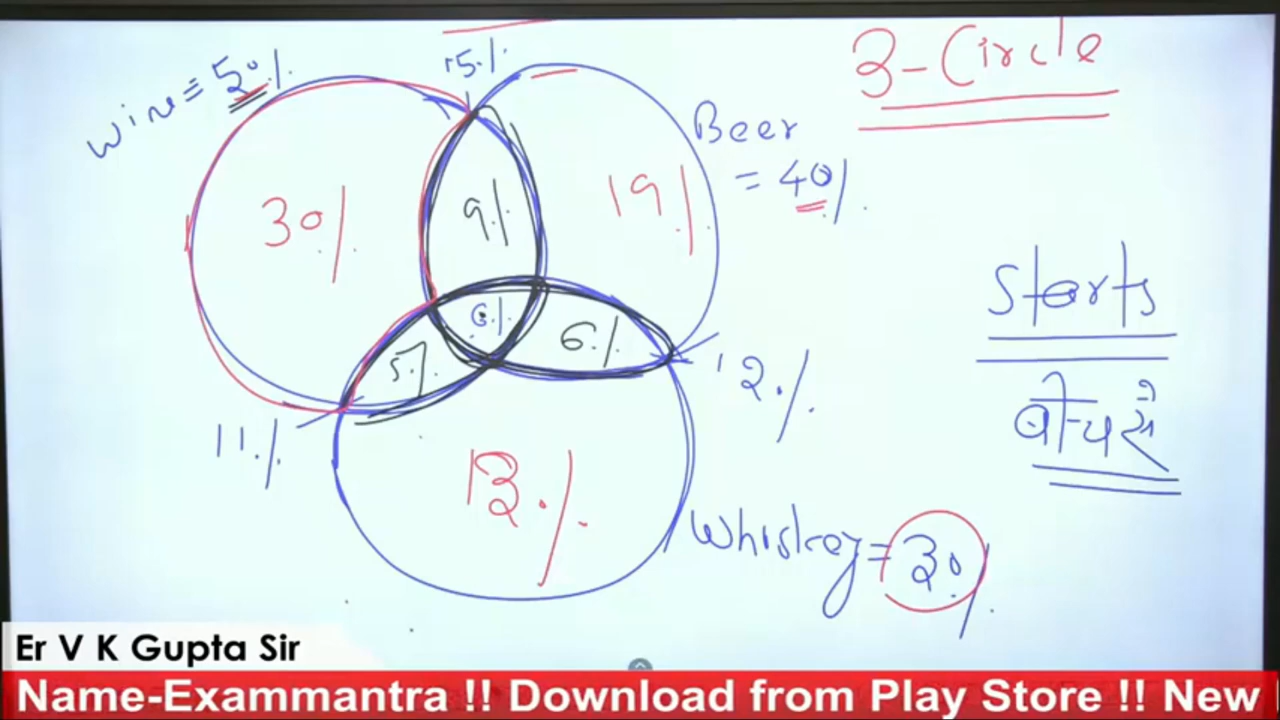 3-Circle
wine = 50%
15%
Beer
= 40%
30%
9%
19%
6%
6%
5%
12%
11%
13%
Starts
Whiskey = 30%
Er V K Gupta Sir
Name-Exammantra !! Download from Play Store !! New